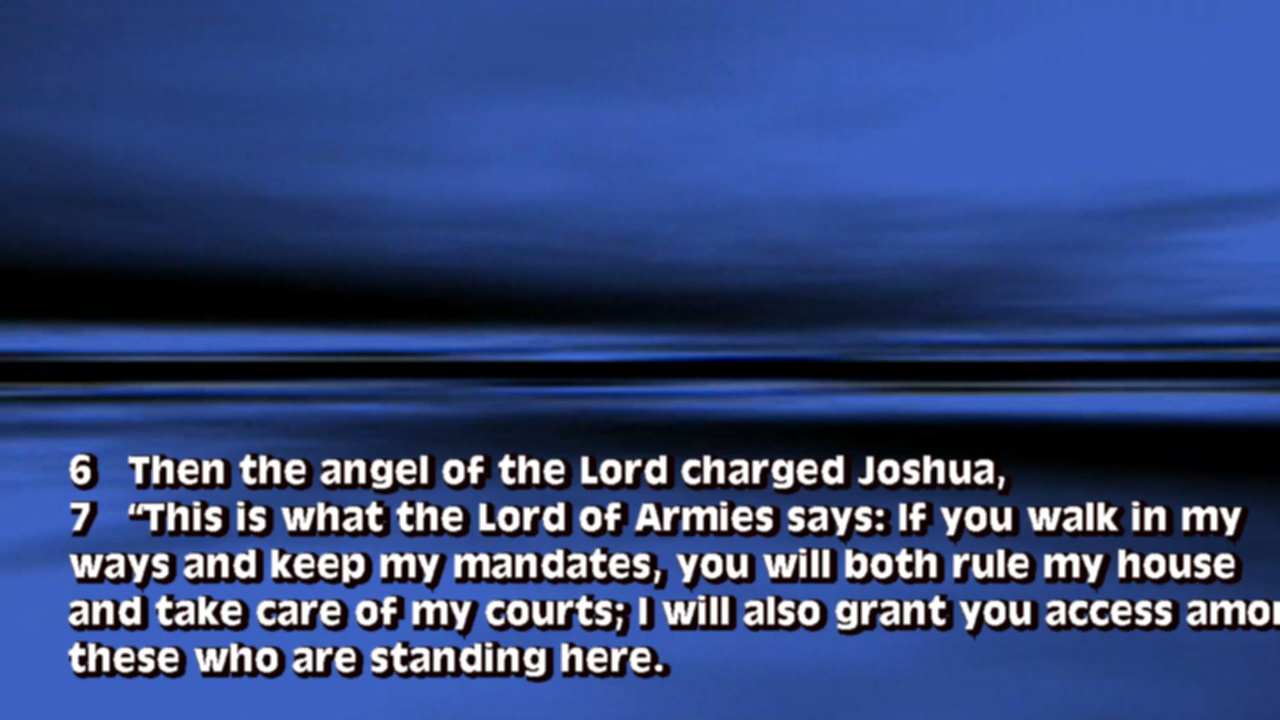 6 Then the angel of the Lord charged Joshua,
7 “This is what the Lord of Armies says: If you walk in my
ways and keep my mandates, you will both rule my house
and take care of my courts; I will also grant you access
these who are standing here.